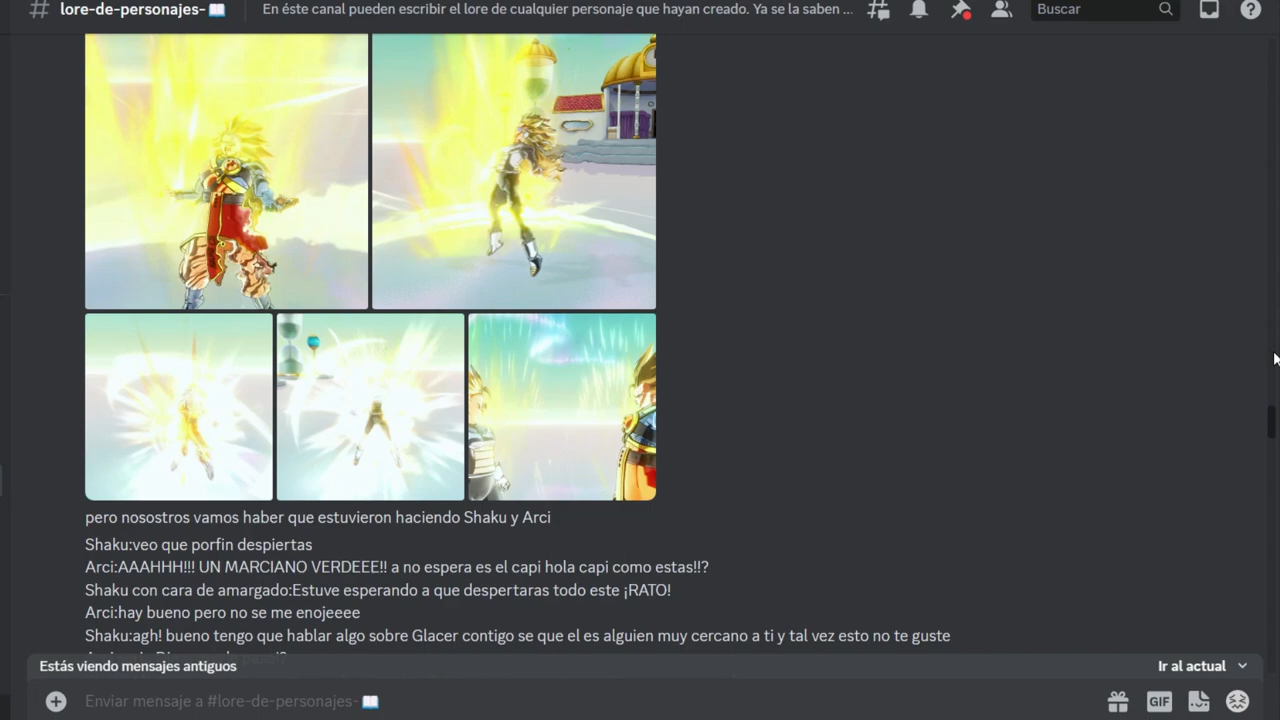 lore-de-personajes-📖
En éste canal pueden escribir el lore de cualquier personaje que hayan creado. Ya se la saben ...
Buscar
pero nosostros vamos haber que estuvieron haciendo Shaku y Arci
Shaku:veo que porfin despiertas
Arci:AAAHHH!!! UN MARCIANO VERDEEE!! a no espera es el capi hola capi como estas!!?
Shaku con cara de amargado:Estuve esperando a que despertaras todo este ¡RATO!
Arci:hay bueno pero no se me enojeeee
Shaku:agh! bueno tengo que hablar algo sobre Glacer contigo se que el es alguien muy cercano a ti y tal vez esto no te guste
Estás viendo mensajes antiguos
Ir al actual
Enviar mensaje a #lore-de-personajes-📖
GIF